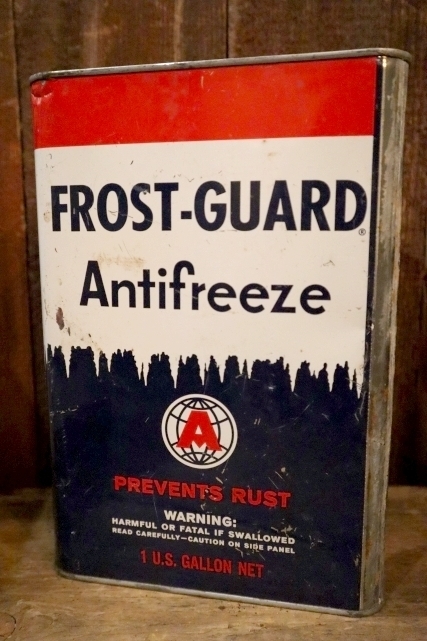 FROST-GUARD®
Antifreeze
A
PREVENTS RUST
WARNING:
HARMFUL OR FATAL IF SWALLOWED
READ CAREFULLY—CAUTION ON SIDE PANEL
1 U.S. GALLON NET